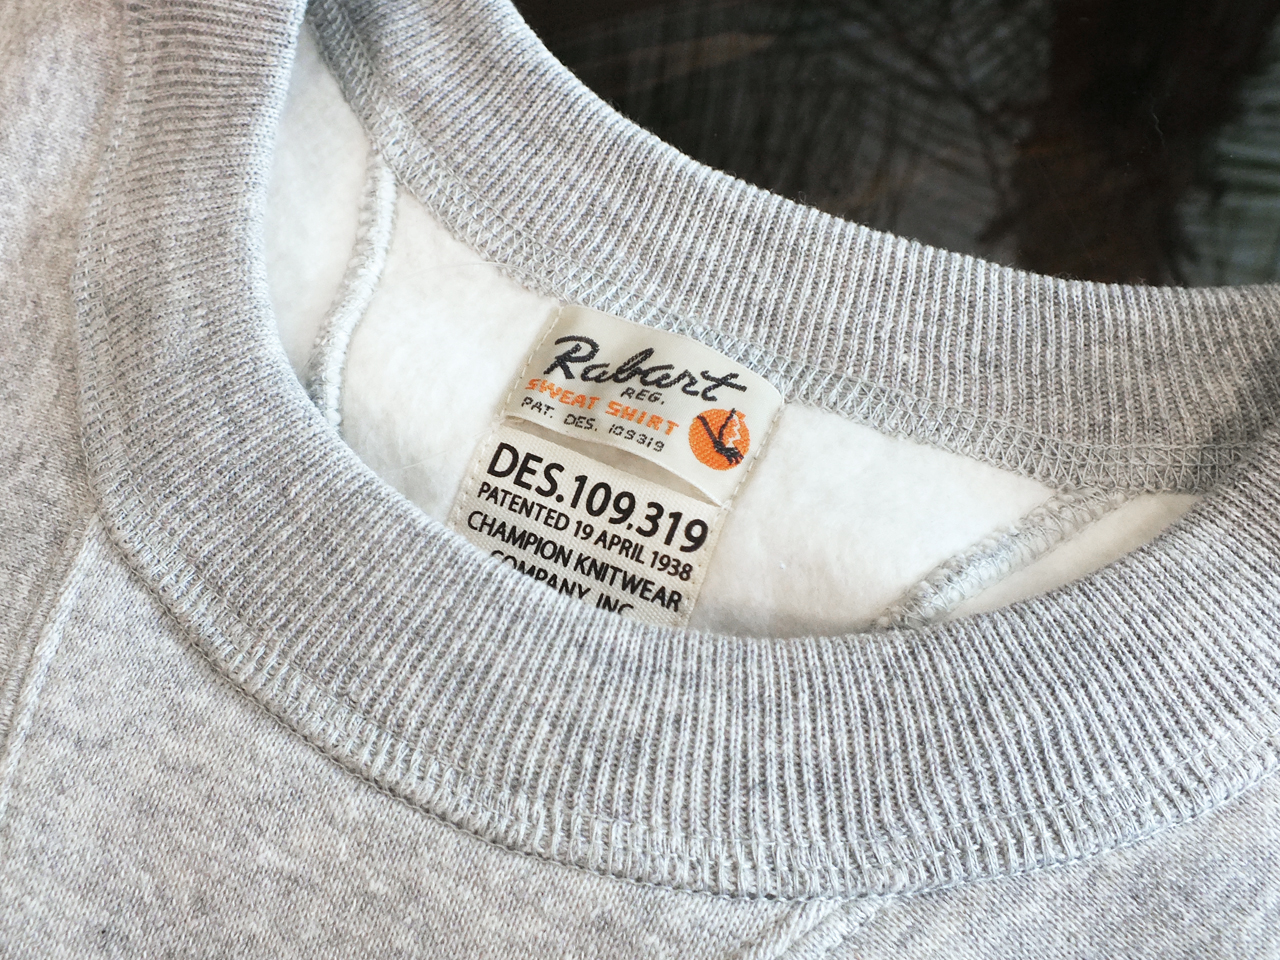 Rabart
REG.
SWEAT SHIRT
PAT. DES. 109319
DES.109.319
PATENTED 19 APRIL 1938
CHAMPION KNITWEAR
COMPANY, INC.